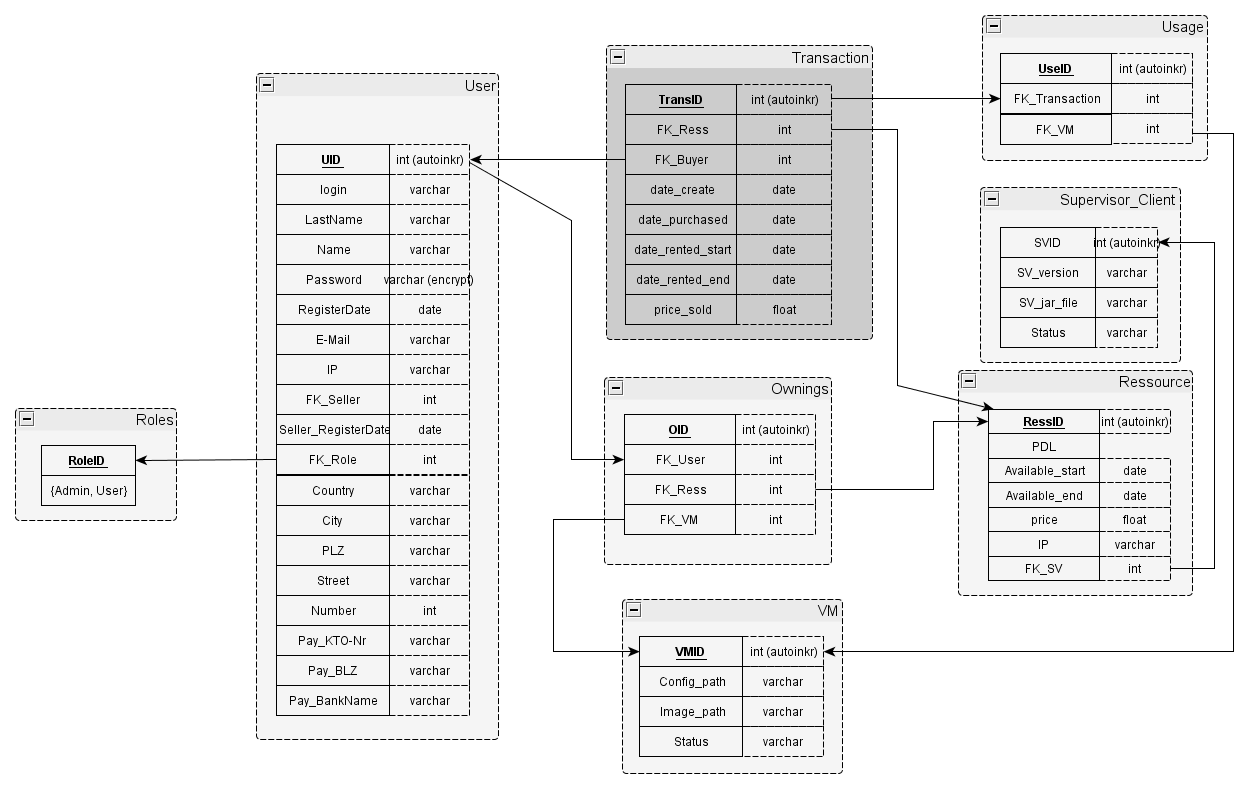 User
UID int (autoinkr)
login varchar
LastName varchar
Name varchar
Password varchar (encrypt)
RegisterDate date
E-Mail varchar
IP varchar
FK_Seller int
Seller_RegisterDate date
FK_Role int
Country varchar
City varchar
PLZ varchar
Street varchar
Number int
Pay_KTO-Nr varchar
Pay_BLZ varchar
Pay_BankName varchar
Roles
RoleID
{Admin, User}
Transaction
TransID int (autoinkr)
FK_Ress int
FK_Buyer int
date_create date
date_purchased date
date_rented_start date
date_rented_end date
price_sold float
Ownings
OID int (autoinkr)
FK_User int
FK_Ress int
FK_VM int
VM
VMID int (autoinkr)
Config_path varchar
Image_path varchar
Status varchar
Usage
UseID int (autoinkr)
FK_Transaction int
FK_VM int
Supervisor_Client
SVID int (autoinkr)
SV_version varchar
SV_jar_file varchar
Status varchar
Ressource
RessID int (autoinkr)
PDL
Available_start date
Available_end date
price float
IP varchar
FK_SV int